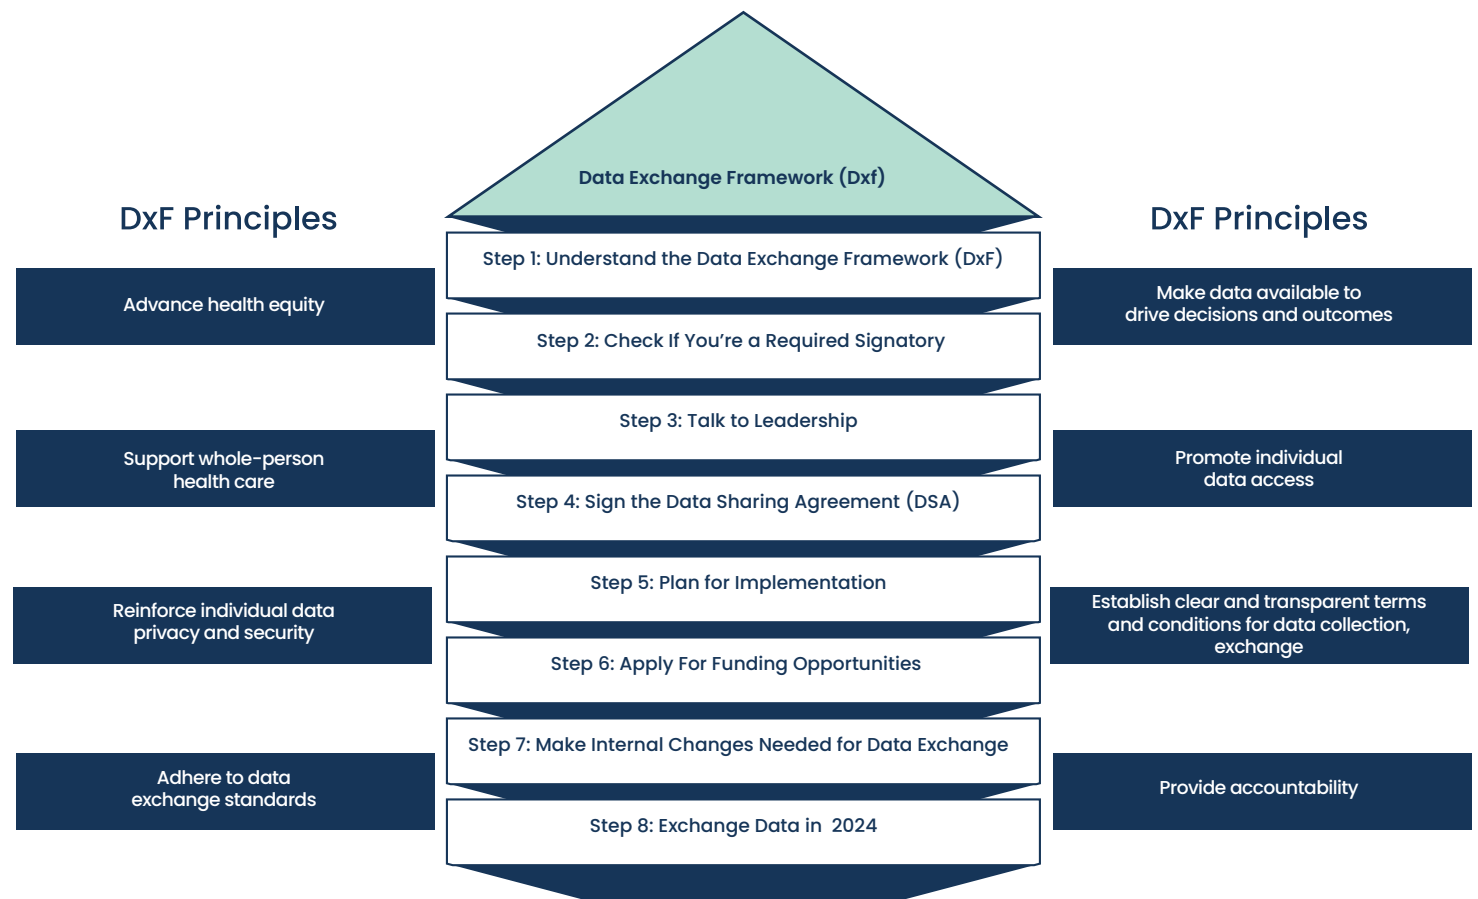 Data Exchange Framework (Dxf)
DxF Principles
Advance health equity
Support whole-person
health care
Reinforce individual data
privacy and security
Adhere to data
exchange standards
Step 1: Understand the Data Exchange Framework (DxF)
Step 2: Check If You’re a Required Signatory
Step 3: Talk to Leadership
Step 4: Sign the Data Sharing Agreement (DSA)
Step 5: Plan for Implementation
Step 6: Apply For Funding Opportunities
Step 7: Make Internal Changes Needed for Data Exchange
Step 8: Exchange Data in 2024
DxF Principles
Make data available to
drive decisions and outcomes
Promote individual
data access
Establish clear and transparent terms
and conditions for data collection,
exchange
Provide accountability